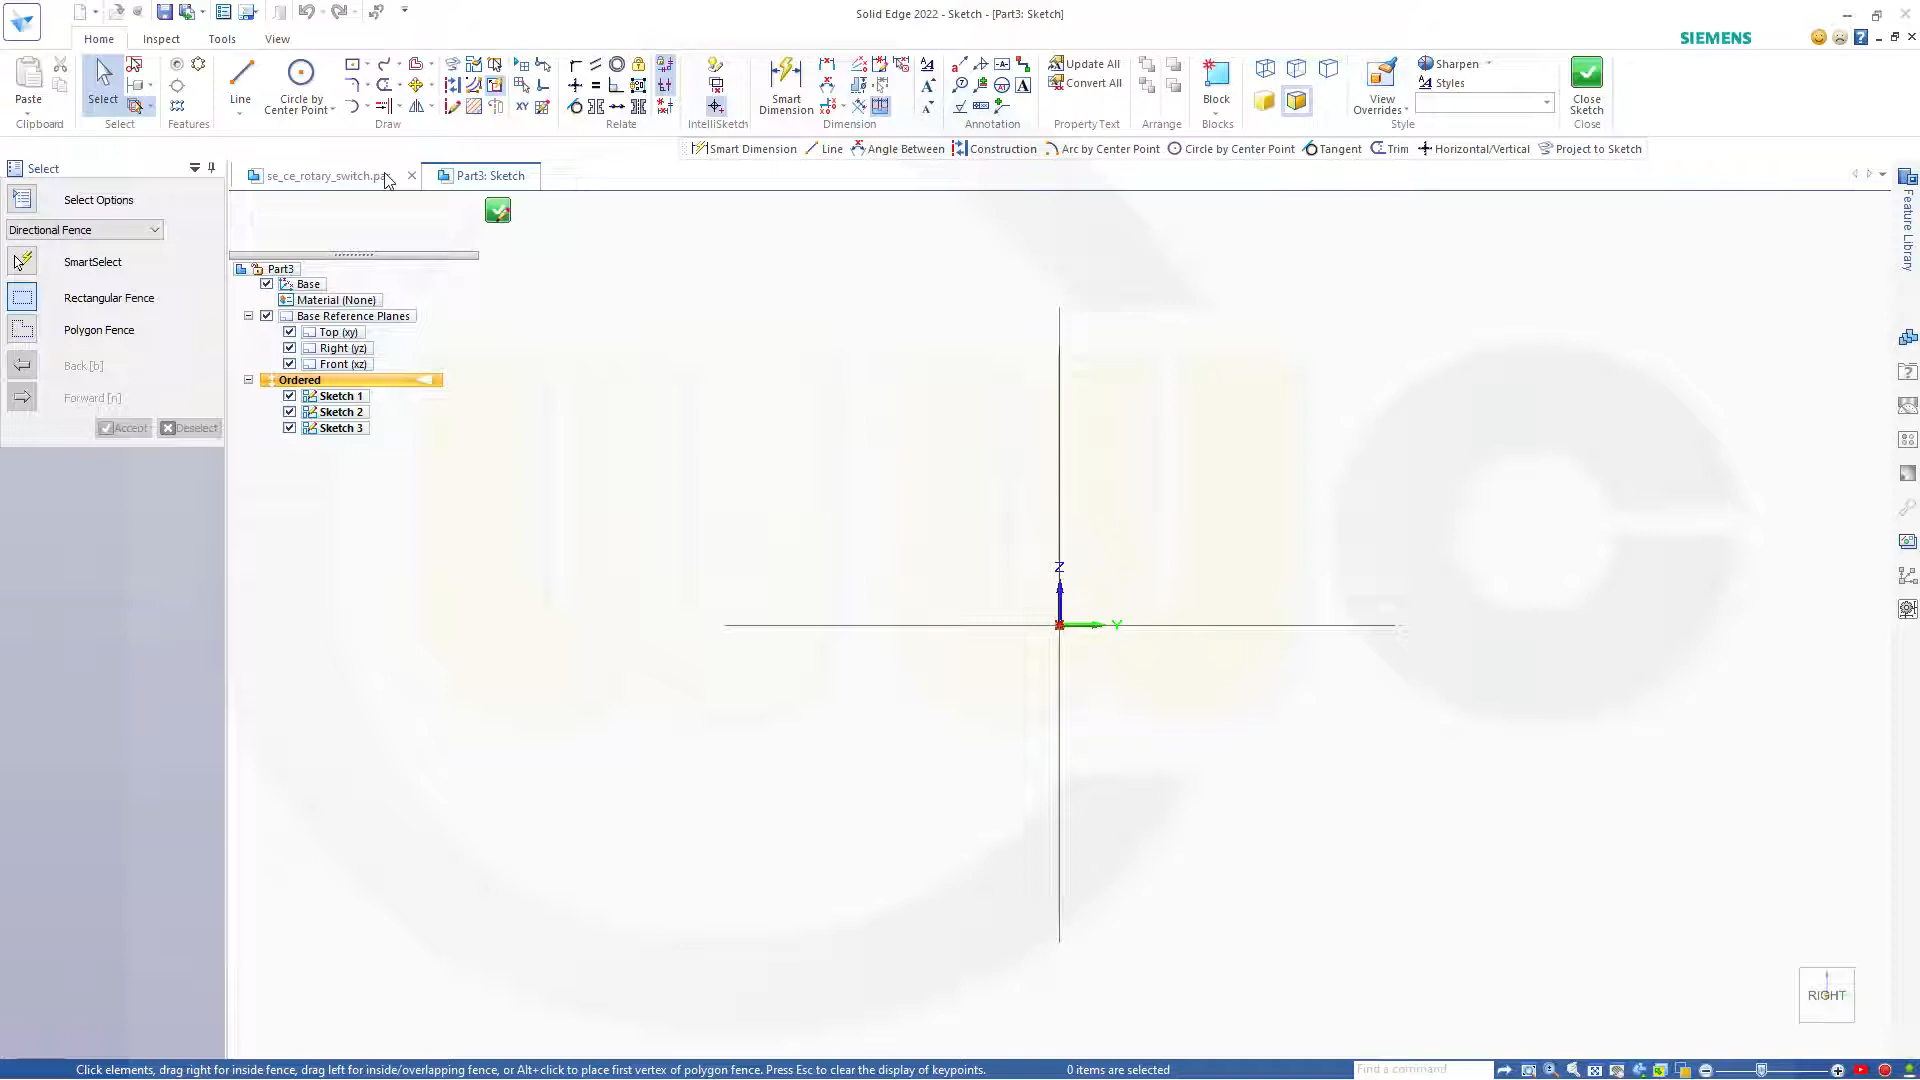 Solid Edge 2022 - Sketch - [Part3: Sketch]
Home Inspect Tools View
SIEMENS
Paste
Clipboard
Select
Select
Features
Line
Circle by
Center Point
Draw
Relate
IntelliSketch
Smart
Dimension
Dimension
Annotation
Update All
Convert All
Property Text
Arrange
Block
Blocks
View
Overrides
Sharpen
Styles
Style
Close
Sketch
Close
Smart Dimension Line Angle Between Construction Arc by Center Point Circle by Center Point Tangent Trim Horizontal/Vertical Project to Sketch
Select
se_ce_rotary_switch.pa
Part3: Sketch
Select Options
Directional Fence
SmartSelect
Rectangular Fence
Polygon Fence
Back [b]
Forward [n]
Accept Deselect
Part3
Base
Material (None)
Base Reference Planes
Top (xy)
Right (yz)
Front (xz)
Ordered
Sketch 1
Sketch 2
Sketch 3
Z
Y
RIGHT
Feature Library
Click elements, drag right for inside fence, drag left for inside/overlapping fence, or Alt+click to place first vertex of polygon fence. Press Esc to clear the display of keypoints.
0 items are selected
Find a command